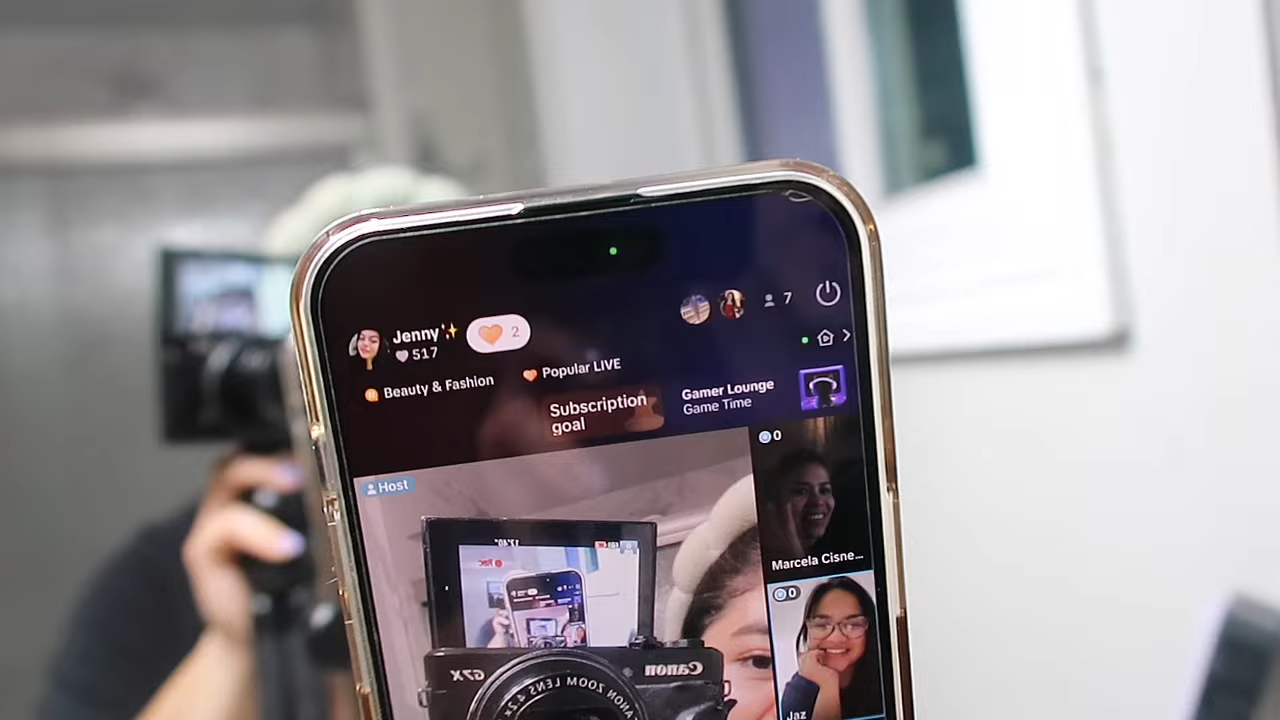 Jenny✨
2
517
7
Beauty & Fashion
Popular LIVE
Subscription
goal
Gamer Lounge
Game Time
Host
0
Marcela Cisne...
0
Jaz
REC
G7X
Canon
CANON ZOOM LENS 4.2x